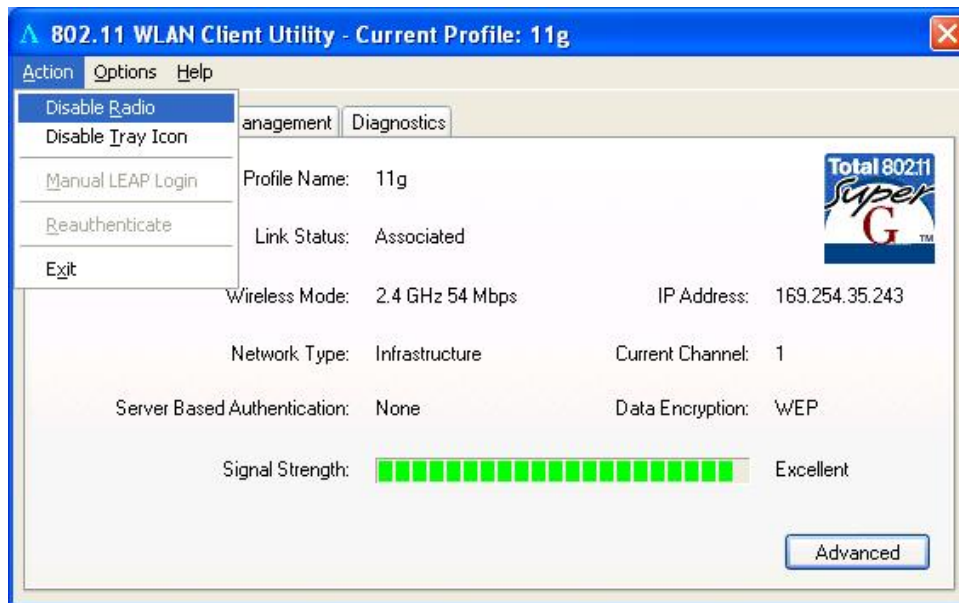 802.11 WLAN Client Utility - Current Profile: 11g
Action Options Help
Disable Radio
Disable Tray Icon
Manual LEAP Login
Reauthenticate
Exit
anagement Diagnostics
Total 802.11
Super
G TM
Profile Name: 11g
Link Status: Associated
Wireless Mode: 2.4 GHz 54 Mbps IP Address: 169.254.35.243
Network Type: Infrastructure Current Channel: 1
Server Based Authentication: None Data Encryption: WEP
Signal Strength: Excellent
Advanced